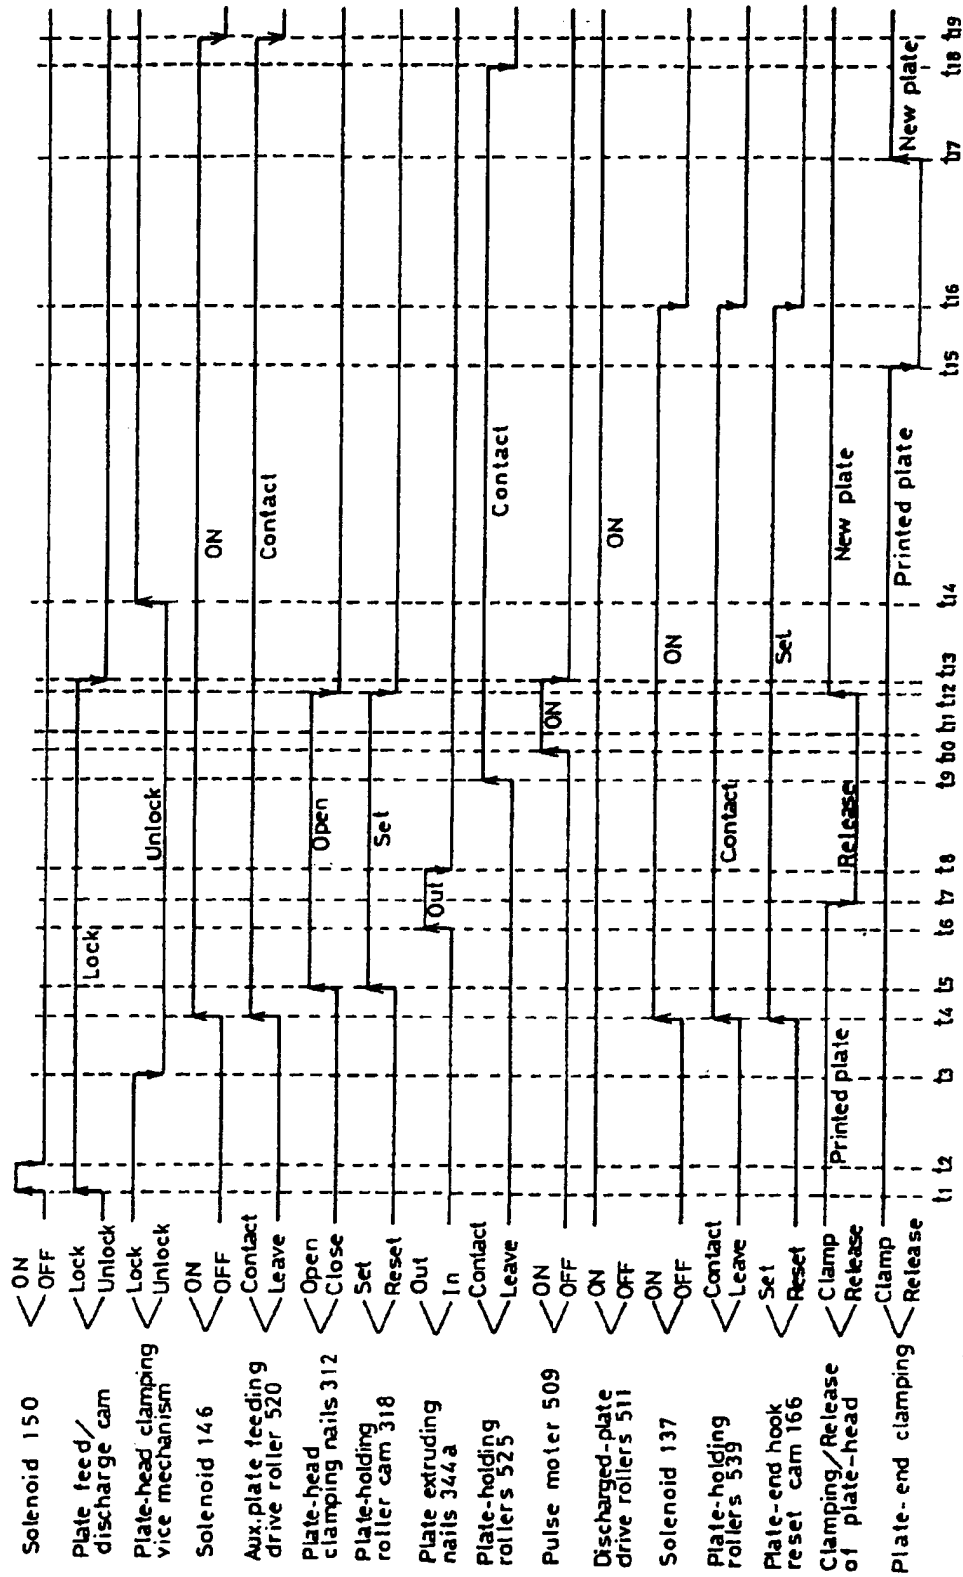 Solenoid 150
ON
OFF
Plate feed/
discharge cam
Lock
Unlock
Lock
Plate-head clamping
vice mechanism
Lock
Unlock
Unlock
Solenoid 146
ON
OFF
ON
Aux.plate feeding
drive roller 520
Contact
Leave
Contact
Plate-head
clamping nails 312
Open
Close
Open
Plate-holding
roller cam 318
Set
Reset
Set
Plate extruding
nails 344a
Out
In
Out
Plate-holding
rollers 525
Contact
Leave
Contact
Pulse moter 509
ON
OFF
ON
Discharged-plate
drive rollers 511
ON
OFF
ON
Solenoid 137
ON
OFF
ON
Plate-holding
rollers 539
Contact
Leave
Contact
Plate-end hook
reset cam 166
Set
Reset
Set
Clamping/Release
of plate-head
Clamp
Release
Printed plate
Release
New plate
Plate-end clamping
Clamp
Release
Printed plate
New plate
t1 t2 t3 t4 t5 t6 t7 t8 t9 t10 t11 t12 t13 t14 t15 t16 t17 t18 t19